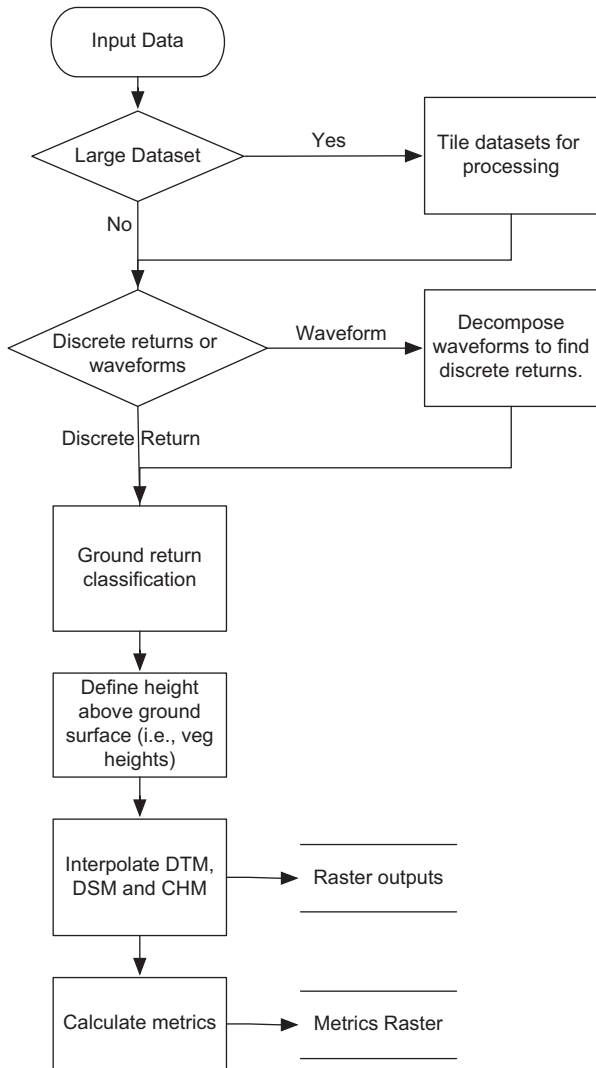 Input Data
Large Dataset
Yes
Tile datasets for
processing
No
Discrete returns or
waveforms
Waveform
Decompose
waveforms to find
discrete returns.
Discrete Return
Ground return
classification
Define height
above ground
surface (i.e., veg
heights)
Interpolate DTM,
DSM and CHM
Raster outputs
Calculate metrics
Metrics Raster